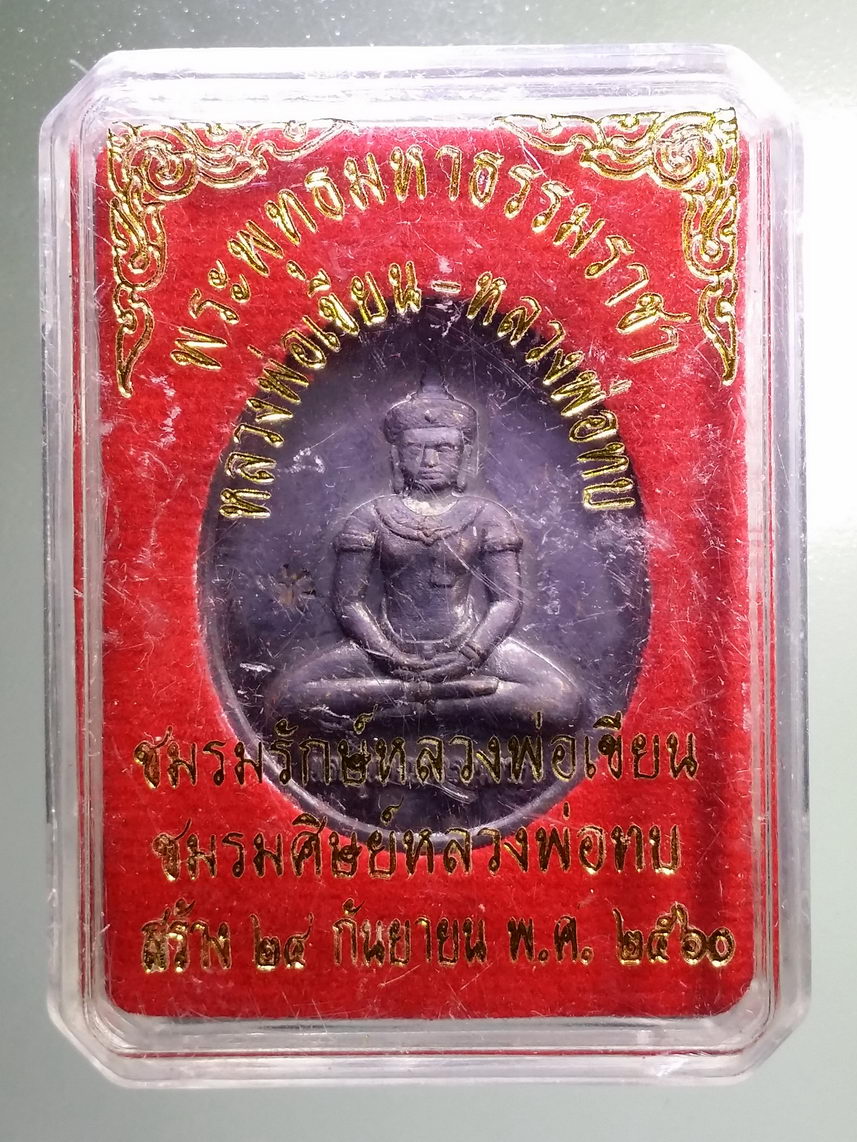 พระพุทธมหาธรรมราชา
หลวงพ่อเขียน - หลวงพ่อทบ
ชมรมรักษ์หลวงพ่อเขียน
ชมรมศิษย์หลวงพ่อทบ
สร้าง ๒๔ กันยายน พ.ศ. ๒๕๖๐